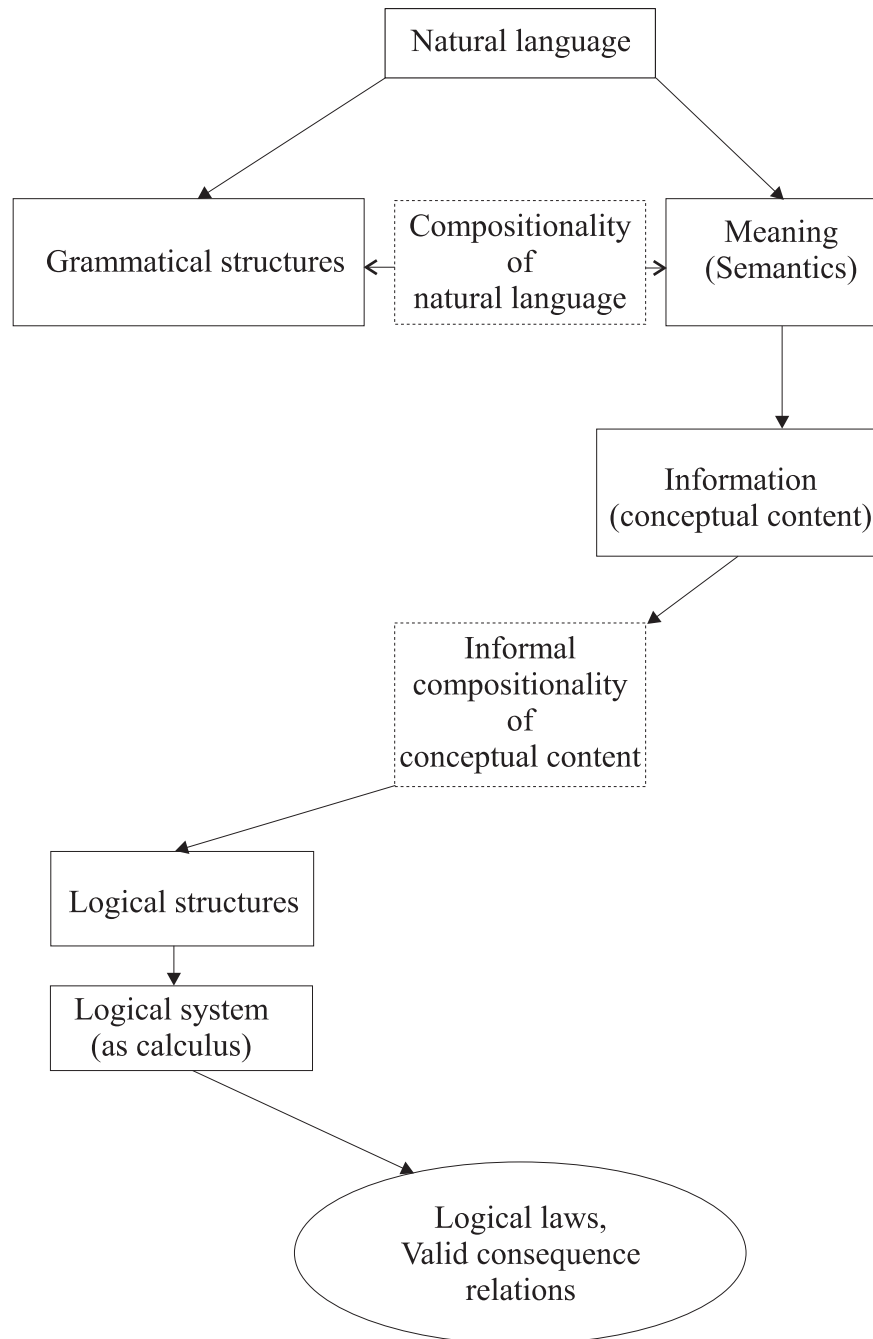 Natural language
Grammatical structures
Compositionality
of
natural language
Meaning
(Semantics)
Information
(conceptual content)
Informal
compositionality
of
conceptual content
Logical structures
Logical system
(as calculus)
Logical laws,
Valid consequence
relations